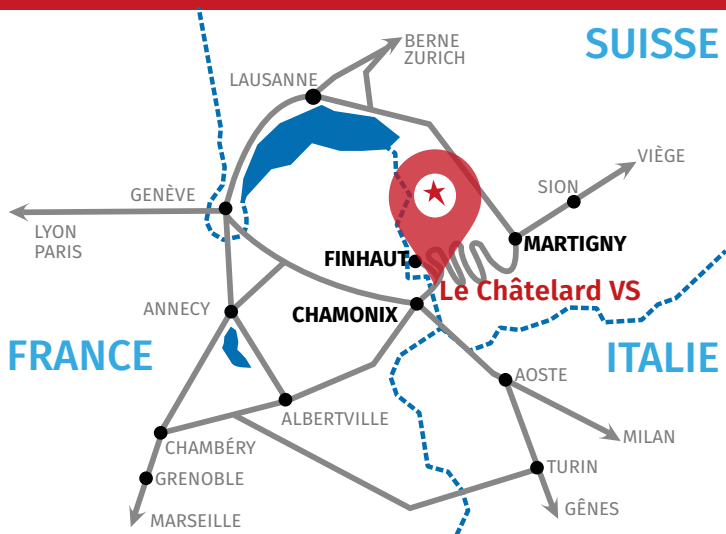 BERNE
ZURICH
SUISSE
LAUSANNE
VIÈGE
SION
GENÈVE
LYON
PARIS
MARTIGNY
FINHAUT
Le Châtelard VS
ANNECY
CHAMONIX
FRANCE
ITALIE
AOSTE
ALBERTVILLE
MILAN
CHAMBÉRY
TURIN
GRENOBLE
GÊNES
MARSEILLE